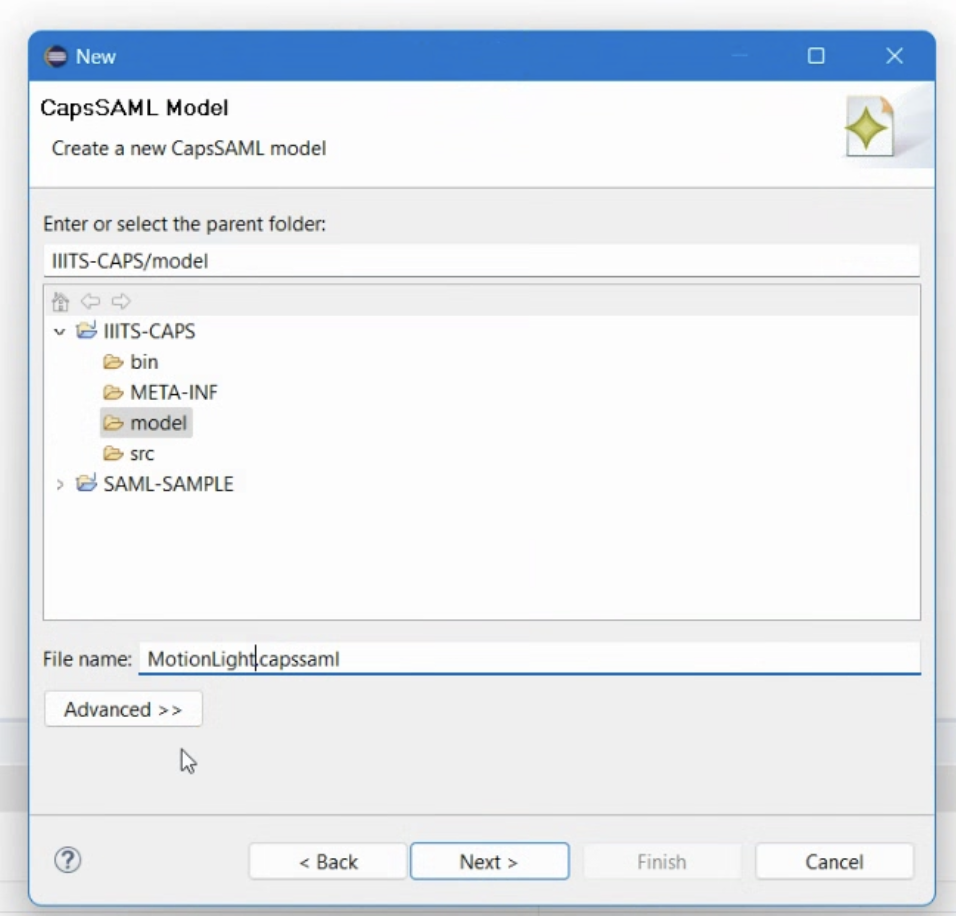 New
CapsSAML Model
Create a new CapsSAML model
Enter or select the parent folder:
IIITS-CAPS/model
IIITS-CAPS
bin
META-INF
model
src
SAML-SAMPLE
File name: MotionLight.capssaml
Advanced >>
? < Back Next > Finish Cancel